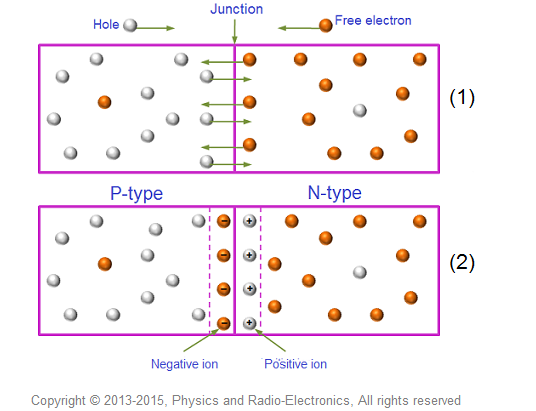 Junction
Hole
Free electron
(1)
P-type
N-type
− +
− +
− +
− +
(2)
Negative ion
Positive ion
Copyright © 2013-2015, Physics and Radio-Electronics, All rights reserved